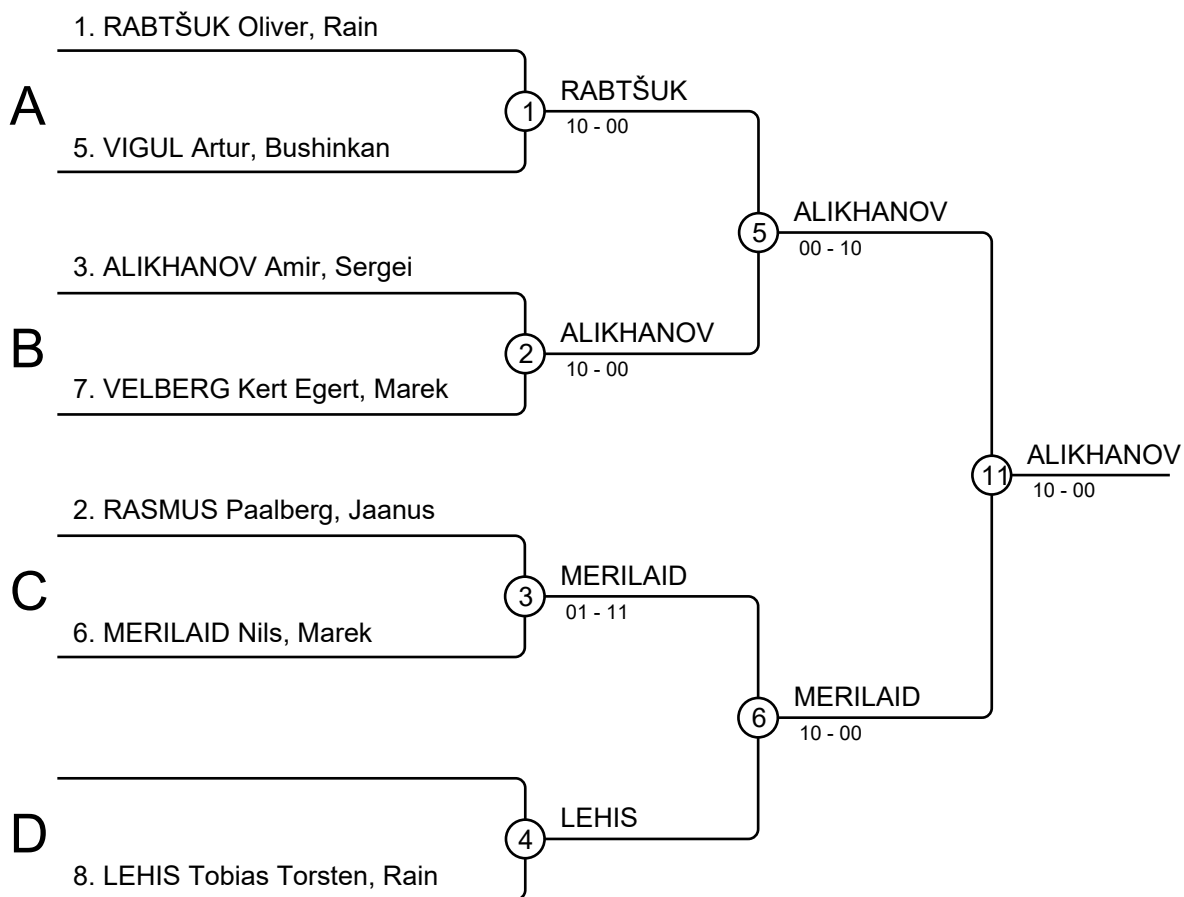 1. RABTŠUK Oliver, Rain
A
1
RABTŠUK
10 - 00
5. VIGUL Artur, Bushinkan
5
ALIKHANOV
00 - 10
3. ALIKHANOV Amir, Sergei
B
2
ALIKHANOV
10 - 00
7. VELBERG Kert Egert, Marek
11
ALIKHANOV
10 - 00
2. RASMUS Paalberg, Jaanus
C
3
MERILAID
01 - 11
6. MERILAID Nils, Marek
6
MERILAID
10 - 00
D
4
LEHIS
8. LEHIS Tobias Torsten, Rain